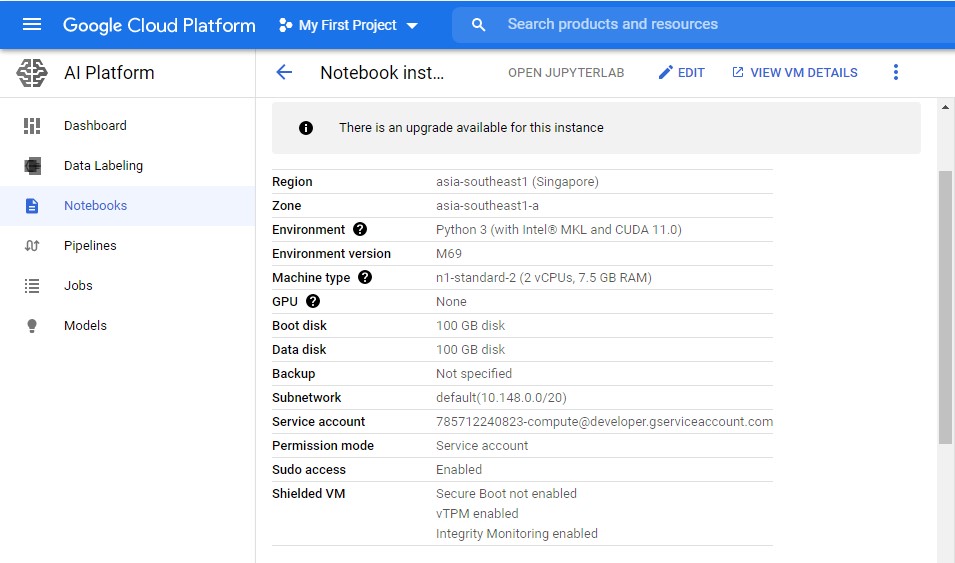 Google Cloud Platform My First Project Search products and resources
AI Platform
Notebook inst... OPEN JUPYTERLAB EDIT VIEW VM DETAILS
Dashboard
Data Labeling
Notebooks
Pipelines
Jobs
Models
There is an upgrade available for this instance
Region asia-southeast1 (Singapore)
Zone asia-southeast1-a
Environment ? Python 3 (with Intel® MKL and CUDA 11.0)
Environment version M69
Machine type ? n1-standard-2 (2 vCPUs, 7.5 GB RAM)
GPU ? None
Boot disk 100 GB disk
Data disk 100 GB disk
Backup Not specified
Subnetwork default(10.148.0.0/20)
Service account 785712240823-compute@developer.gserviceaccount.com
Permission mode Service account
Sudo access Enabled
Shielded VM Secure Boot not enabled
vTPM enabled
Integrity Monitoring enabled